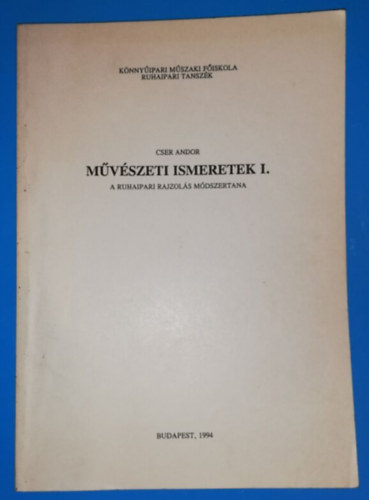 KÖNNYŰIPARI MŰSZAKI FŐISKOLA
RUHAIPARI TANSZÉK
CSER ANDOR
MŰVÉSZETI ISMERETEK I.
A RUHAIPARI RAJZOLÁS MÓDSZERTANA
BUDAPEST, 1994